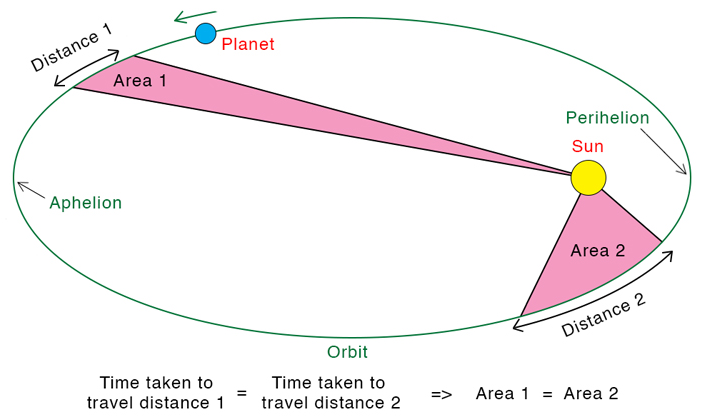 Distance 1
Planet
Area 1
Perihelion
Sun
Aphelion
Area 2
Distance 2
Orbit
Time taken to travel distance 1 = Time taken to travel distance 2 => Area 1 = Area 2